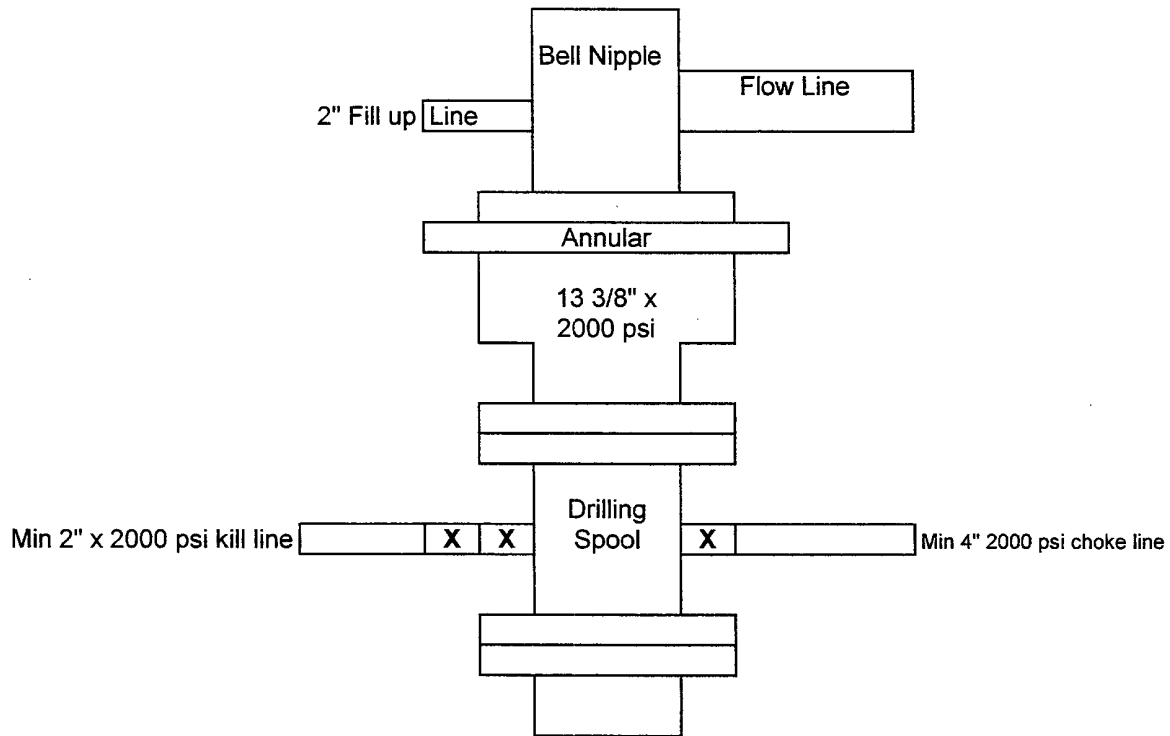 Bell Nipple
Flow Line
2" Fill up Line
Annular
13 3/8" x
2000 psi
Drilling
Spool
Min 2" x 2000 psi kill line
X
X
X
Min 4" 2000 psi choke line